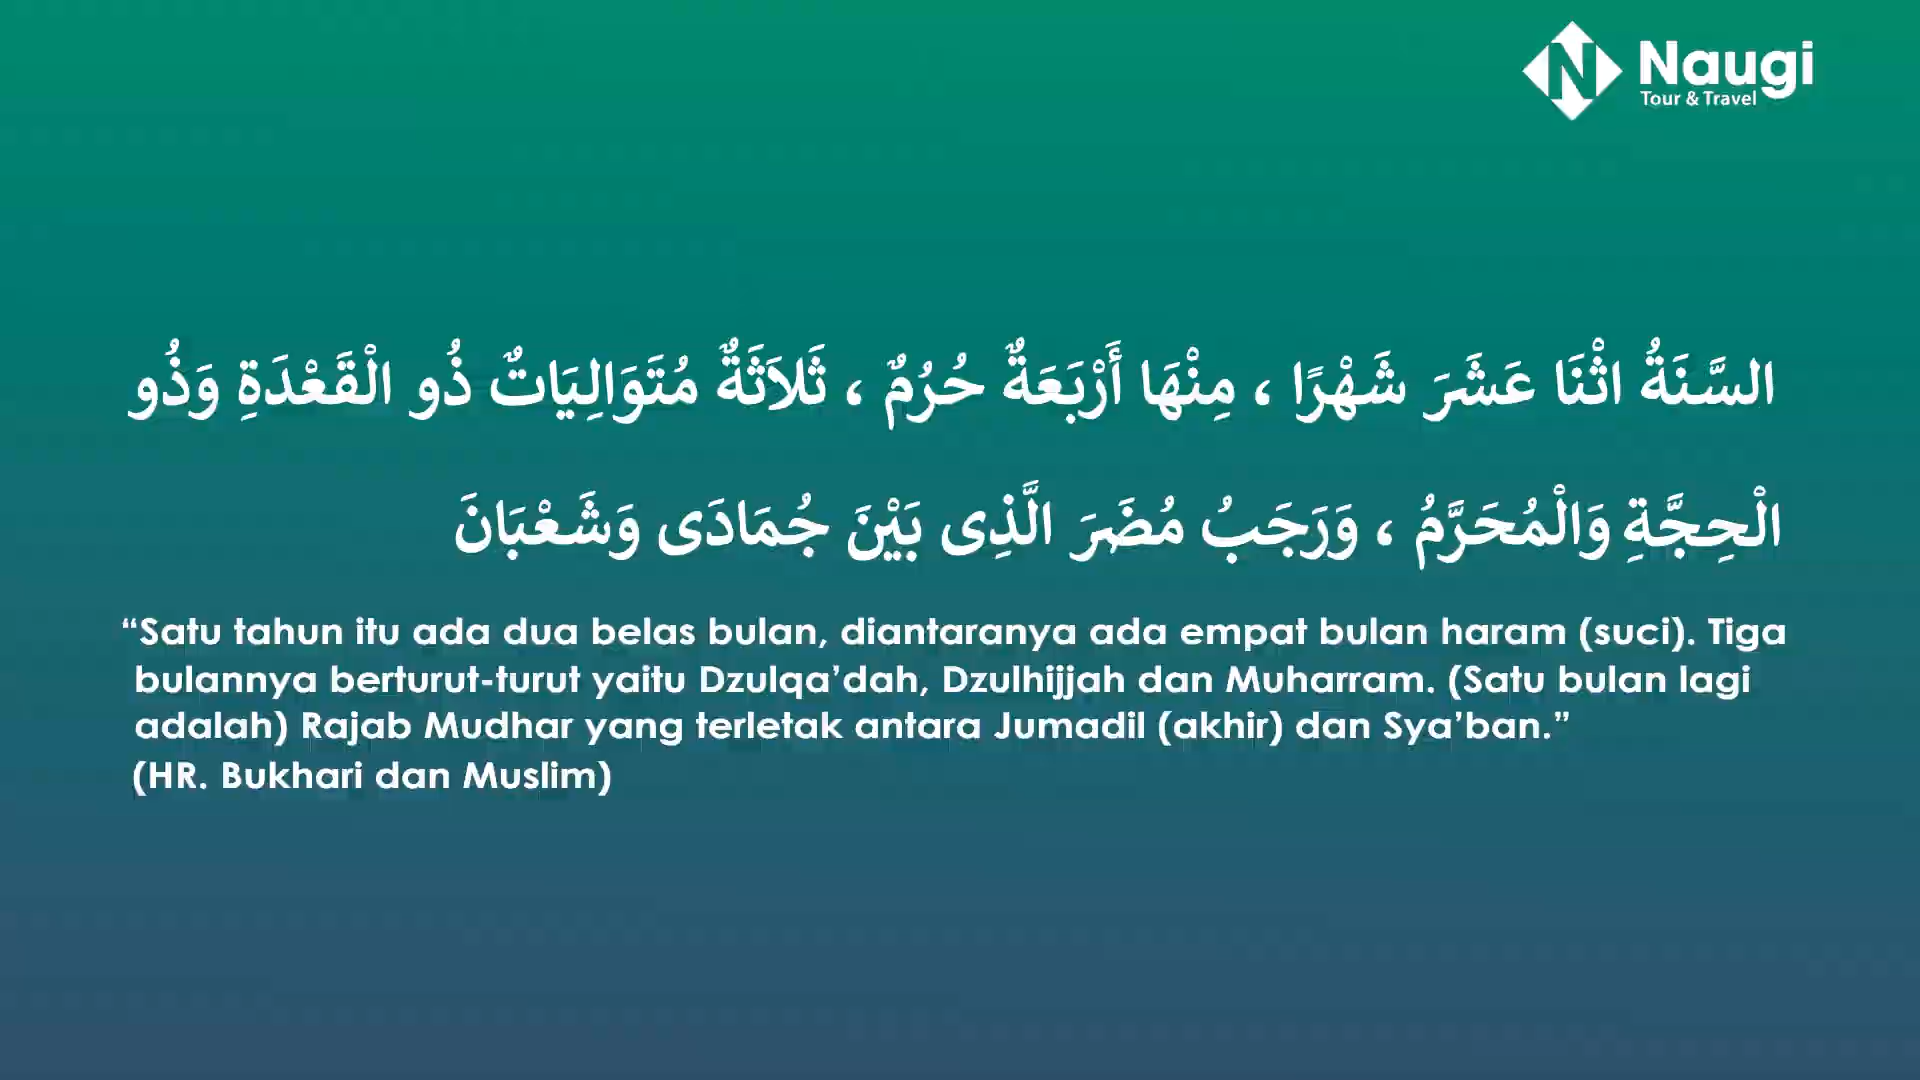 Naugi
Tour & Travel
السَّنَةُ اثْنَا عَشَرَ شَهْرًا ، مِنْهَا أَرْبَعَةٌ حُرُمٌ ، ثَلاَثَةٌ مُتَوَالِيَاتٌ ذُو الْقَعْدَةِ وَذُو
الْحِجَّةِ وَالْمُحَرَّمُ ، وَرَجَبُ مُضَرَ الَّذِى بَيْنَ جُمَادَى وَشَعْبَانَ
“Satu tahun itu ada dua belas bulan, diantaranya ada empat bulan haram (suci). Tiga
bulannya berturut-turut yaitu Dzulqa’dah, Dzulhijjah dan Muharram. (Satu bulan lagi
adalah) Rajab Mudhar yang terletak antara Jumadil (akhir) dan Sya’ban.”
(HR. Bukhari dan Muslim)